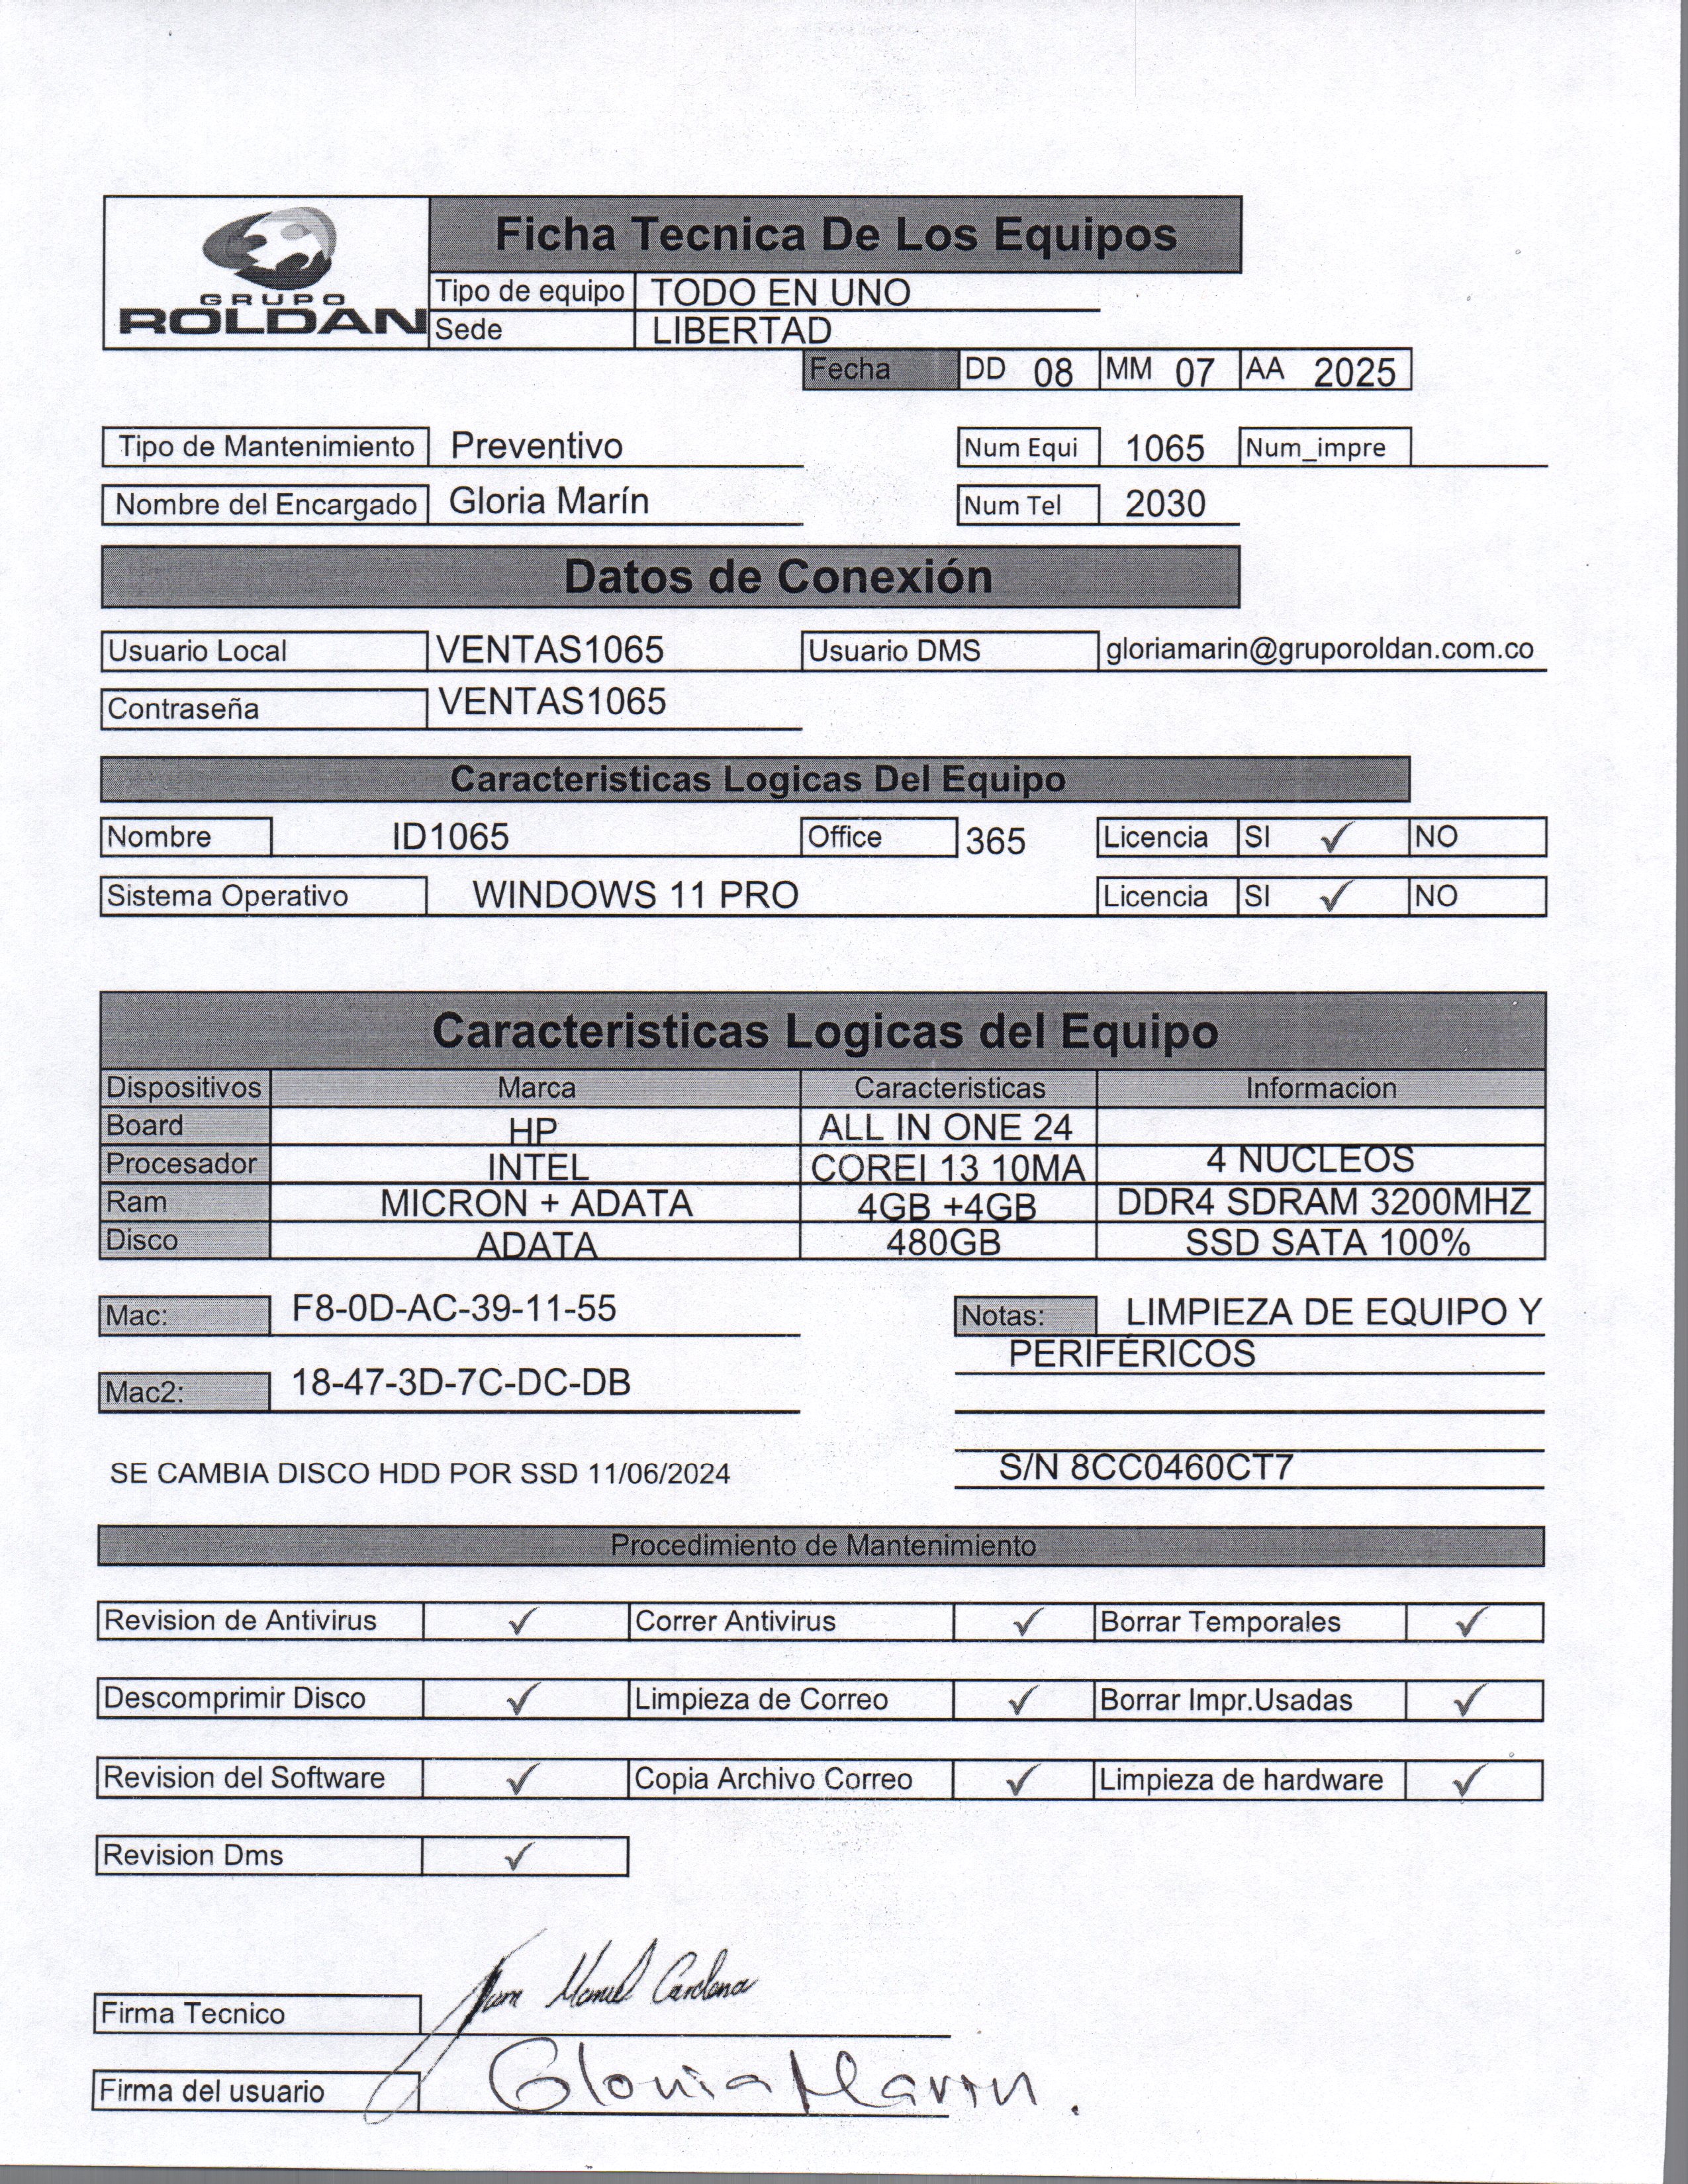 Ficha Tecnica De Los Equipos
GRUPO
ROLDAN
Tipo de equipo TODO EN UNO
Sede LIBERTAD
Fecha DD 08 MM 07 AA 2025
Tipo de Mantenimiento Preventivo Num Equi 1065 Num_impre
Nombre del Encargado Gloria Marín Num Tel 2030
Datos de Conexión
Usuario Local VENTAS1065 Usuario DMS gloriamarin@gruporoldan.com.co
Contraseña VENTAS1065
Caracteristicas Logicas Del Equipo
Nombre ID1065 Office 365 Licencia SI ✓ NO
Sistema Operativo WINDOWS 11 PRO Licencia SI ✓ NO
Caracteristicas Logicas del Equipo
Dispositivos Marca Caracteristicas Informacion
Board HP ALL IN ONE 24
Procesador INTEL COREI 13 10MA 4 NUCLEOS
Ram MICRON + ADATA 4GB +4GB DDR4 SDRAM 3200MHZ
Disco ADATA 480GB SSD SATA 100%
Mac: F8-0D-AC-39-11-55 Notas: LIMPIEZA DE EQUIPO Y
PERIFÉRICOS
Mac2: 18-47-3D-7C-DC-DB
SE CAMBIA DISCO HDD POR SSD 11/06/2024 S/N 8CC0460CT7
Procedimiento de Mantenimiento
Revision de Antivirus ✓ Correr Antivirus ✓ Borrar Temporales ✓
Descomprimir Disco ✓ Limpieza de Correo ✓ Borrar Impr.Usadas ✓
Revision del Software ✓ Copia Archivo Correo ✓ Limpieza de hardware ✓
Revision Dms ✓
Firma Tecnico Juan Manuel Cardona
Firma del usuario Gloria Marin.